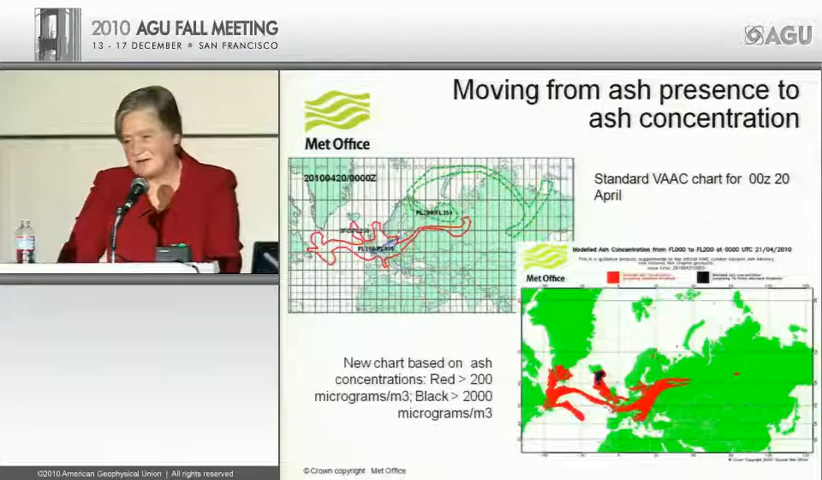 2010 AGU FALL MEETING
13 - 17 DECEMBER • SAN FRANCISCO
AGU
Moving from ash presence to
ash concentration
Met Office
20100420/0000Z
Standard VAAC chart for 00z 20
April
Modelled Ash Concentration from FL000 to FL200 at 0000 UTC 21/04/2010
Met Office
New chart based on ash
concentrations: Red > 200
micrograms/m3; Black > 2000
micrograms/m3
© Crown copyright Met Office
©2010 American Geophysical Union | All rights reserved